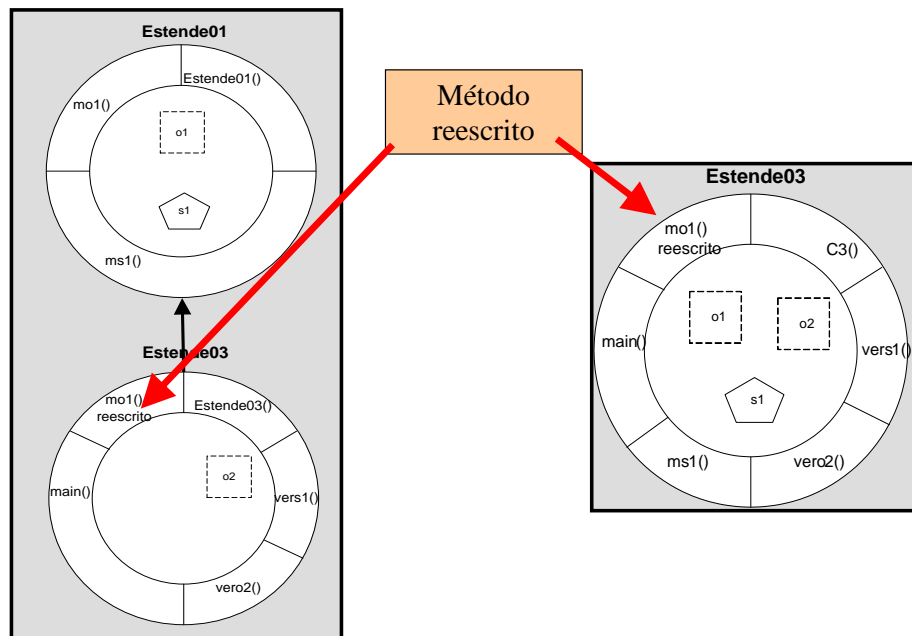 Estende01
Estende01()
mo1()
o1
s1
ms1()
Estende03
mo1()
reescrito
Estende03()
main()
o2
vers1()
vero2()
Método
reescrito
Estende03
mo1()
reescrito
C3()
o1
o2
main()
vers1()
s1
ms1()
vero2()